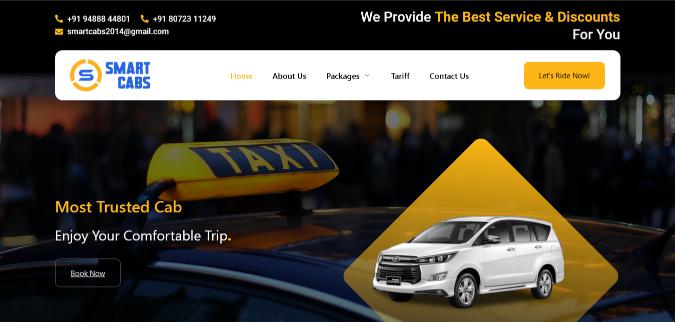 +91 94888 44801 +91 80723 11249
smartcabs2014@gmail.com
We Provide The Best Service & Discounts
For You
S SMART
CABS
Home About Us Packages Tariff Contact Us Let's Ride Now!
TAXI
Most Trusted Cab
Enjoy Your Comfortable Trip.
Book Now